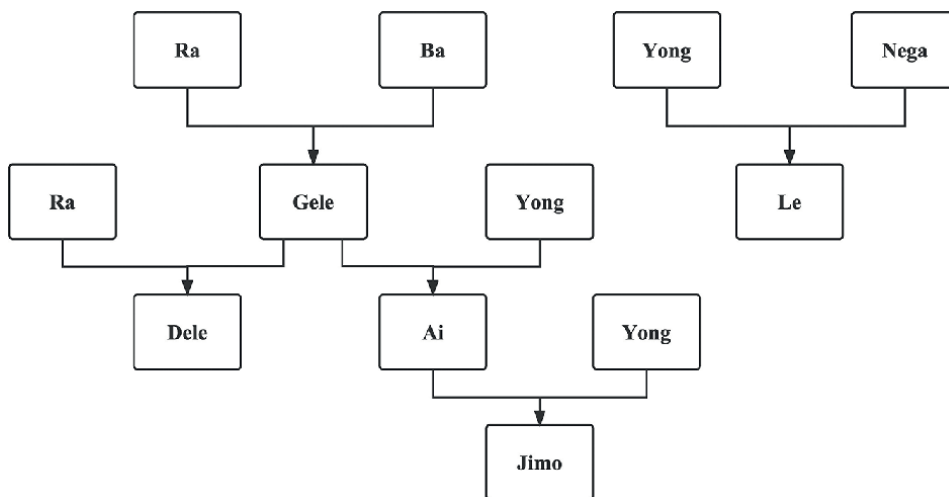 Ra
Ba
Yong
Nega
Ra
Gele
Yong
Le
Dele
Ai
Yong
Jimo